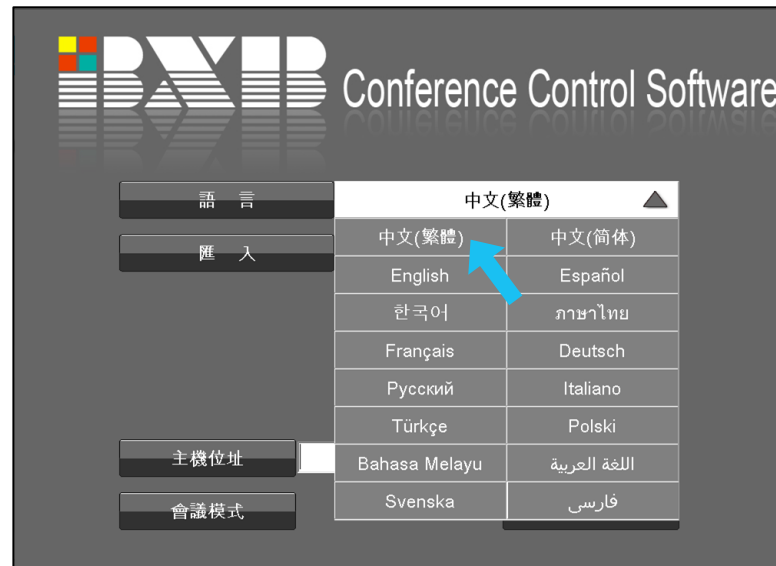 BXB Conference Control Software
語 言 中文(繁體)
匯 入
中文(繁體) 中文(简体)
English Español
한국어 ภาษาไทย
Français Deutsch
Русский Italiano
Türkçe Polski
Bahasa Melayu اللغة العربية
Svenska فارسی
主機位址
會議模式